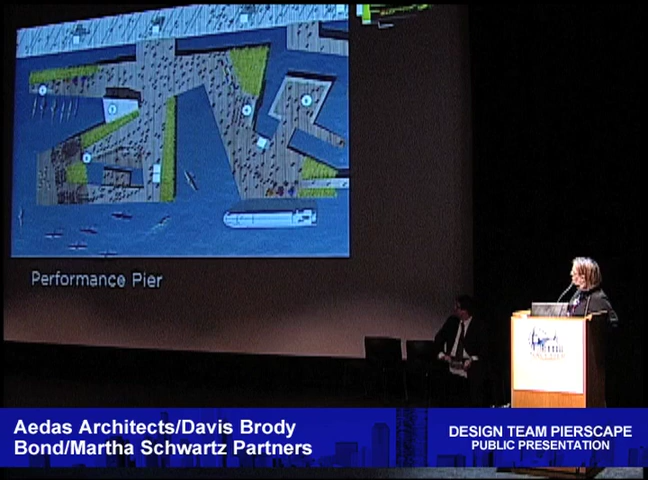 Performance Pier
Aedas Architects/Davis Brody
Bond/Martha Schwartz Partners
DESIGN TEAM PIERSCAPE
PUBLIC PRESENTATION